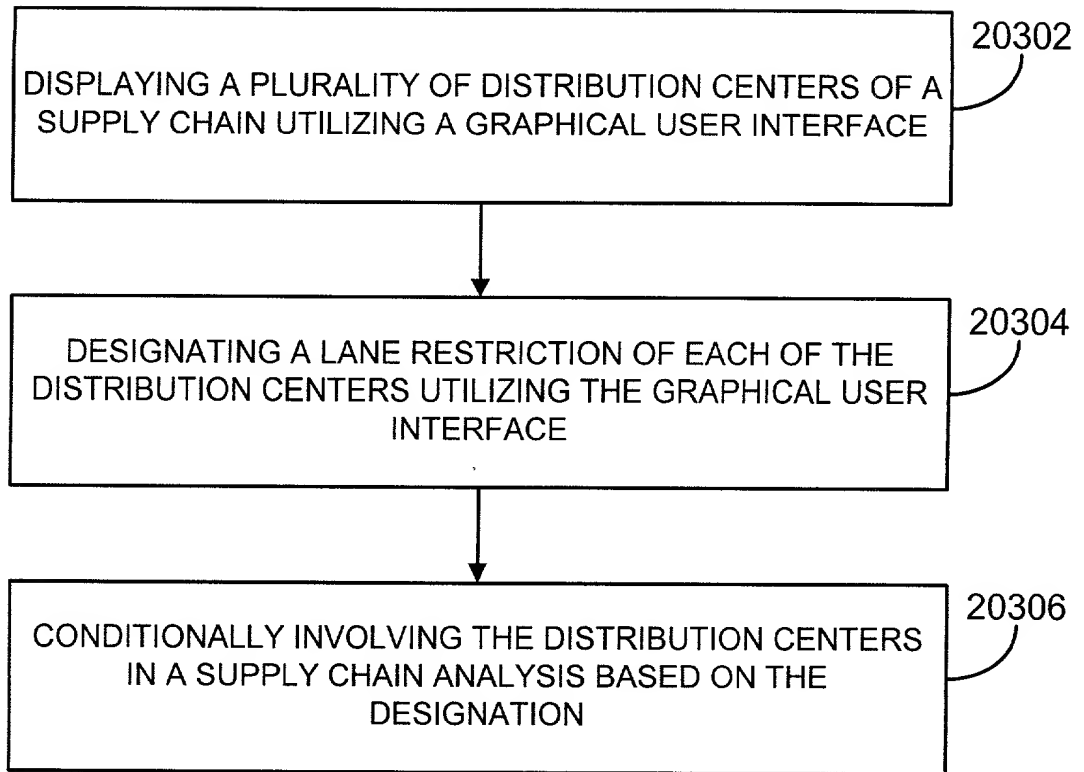 20302
DISPLAYING A PLURALITY OF DISTRIBUTION CENTERS OF A
SUPPLY CHAIN UTILIZING A GRAPHICAL USER INTERFACE
20304
DESIGNATING A LANE RESTRICTION OF EACH OF THE
DISTRIBUTION CENTERS UTILIZING THE GRAPHICAL USER
INTERFACE
20306
CONDITIONALLY INVOLVING THE DISTRIBUTION CENTERS
IN A SUPPLY CHAIN ANALYSIS BASED ON THE
DESIGNATION